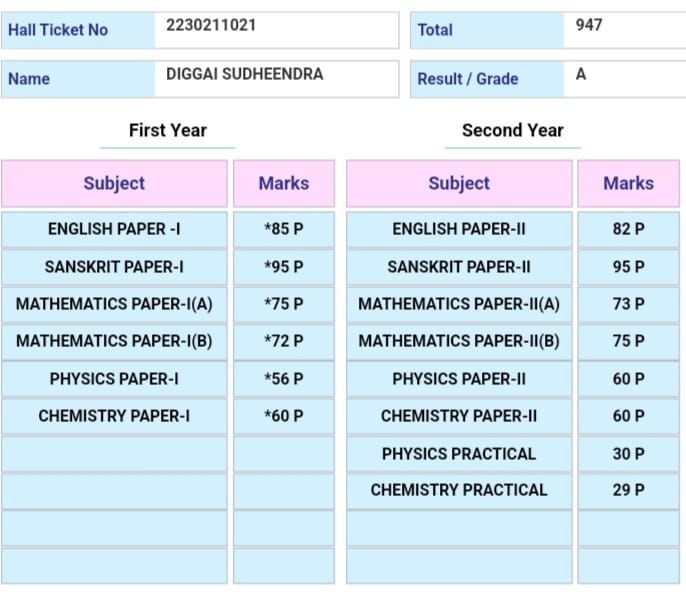 Hall Ticket No 2230211021 Total 947
Name DIGGAI SUDHEENDRA Result / Grade A
First Year Second Year
Subject Marks Subject Marks
ENGLISH PAPER -I *85 P ENGLISH PAPER-II 82 P
SANSKRIT PAPER-I *95 P SANSKRIT PAPER-II 95 P
MATHEMATICS PAPER-I(A) *75 P MATHEMATICS PAPER-II(A) 73 P
MATHEMATICS PAPER-I(B) *72 P MATHEMATICS PAPER-II(B) 75 P
PHYSICS PAPER-I *56 P PHYSICS PAPER-II 60 P
CHEMISTRY PAPER-I *60 P CHEMISTRY PAPER-II 60 P
PHYSICS PRACTICAL 30 P
CHEMISTRY PRACTICAL 29 P